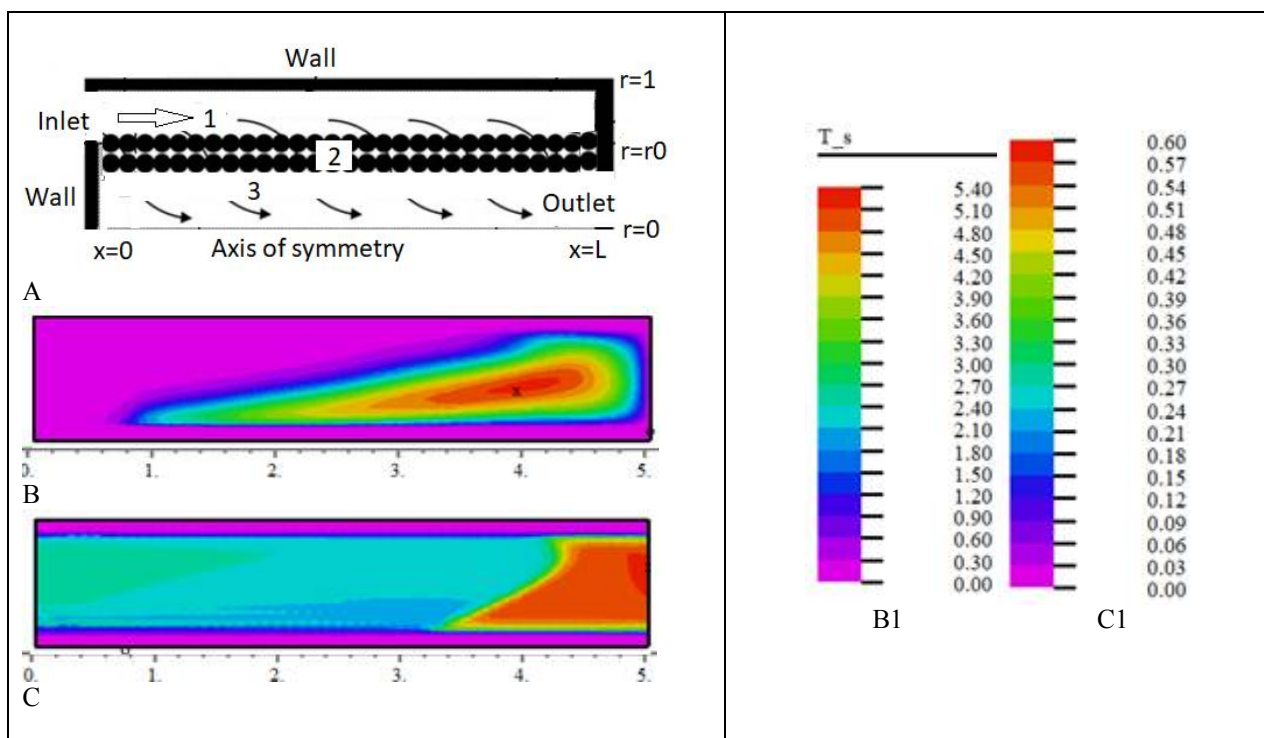 Wall
r=1
Inlet
1
2
r=r0
Wall
3
Outlet
r=0
x=0
Axis of symmetry
x=L
A
0. 1. 2. 3. 4. 5.
B
0. 1. 2. 3. 4. 5.
C
T_s
5.40
5.10
4.80
4.50
4.20
3.90
3.60
3.30
3.00
2.70
2.40
2.10
1.80
1.50
1.20
0.90
0.60
0.30
0.00
B1
0.60
0.57
0.54
0.51
0.48
0.45
0.42
0.39
0.36
0.33
0.30
0.27
0.24
0.21
0.18
0.15
0.12
0.09
0.06
0.03
0.00
C1